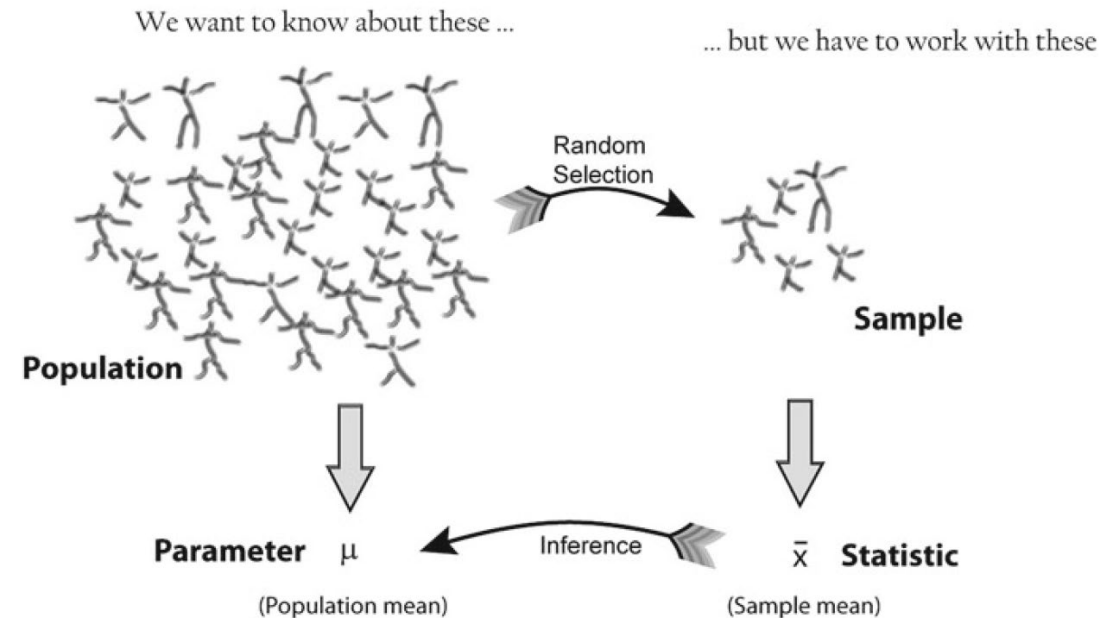 We want to know about these ...
... but we have to work with these
Random
Selection
Sample
Population
Parameter μ
Inference
x̄ Statistic
(Population mean)
(Sample mean)